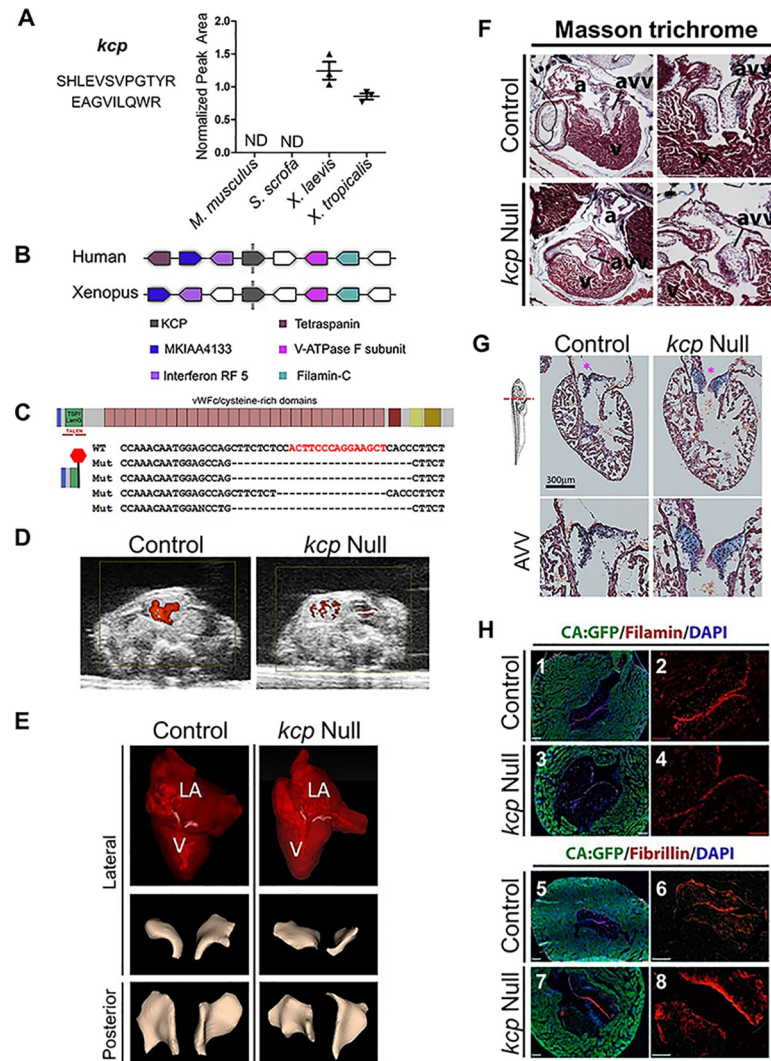 A
kcp
SHLEVSVPGTYR
EAGVILQWR
Normalized Peak Area
2.0
1.5
1.0
0.5
0.0
ND
ND
M. musculus
S. scrofa
X. laevis
X. tropicalis
B
Human
Xenopus
KCP
Tetraspanin
MKIAA4133
V-ATPase F subunit
Interferon RF 5
Filamin-C
C
vWFc/cysteine-rich domains
TSP/
LamG
TALEN
WT CCAAACAATGGAGCCAGCTTCTCTCCACTTCCCAGGAAGCTCACCCTTCT
Mut CCAAACAATGGAGCCAG----------------------------CTTCT
Mut CCAAACAATGGAGCCAG----------------------------CTTCT
Mut CCAAACAATGGAGCCAGCTTCTCT-----------------CACCCTTCT
Mut CCAAACAATGGANCCTG----------------------------CTTCT
D
Control
kcp Null
E
Control
kcp Null
Lateral
LA
V
LA
V
Posterior
F
Masson trichrome
Control
a
avv
v
avv
v
kcp Null
a
avv
v
avv
v
G
Control
kcp Null
*
*
300μm
AVV
H
CA:GFP/Filamin/DAPI
Control
1
2
kcp Null
3
4
CA:GFP/Fibrillin/DAPI
Control
5
6
kcp Null
7
8